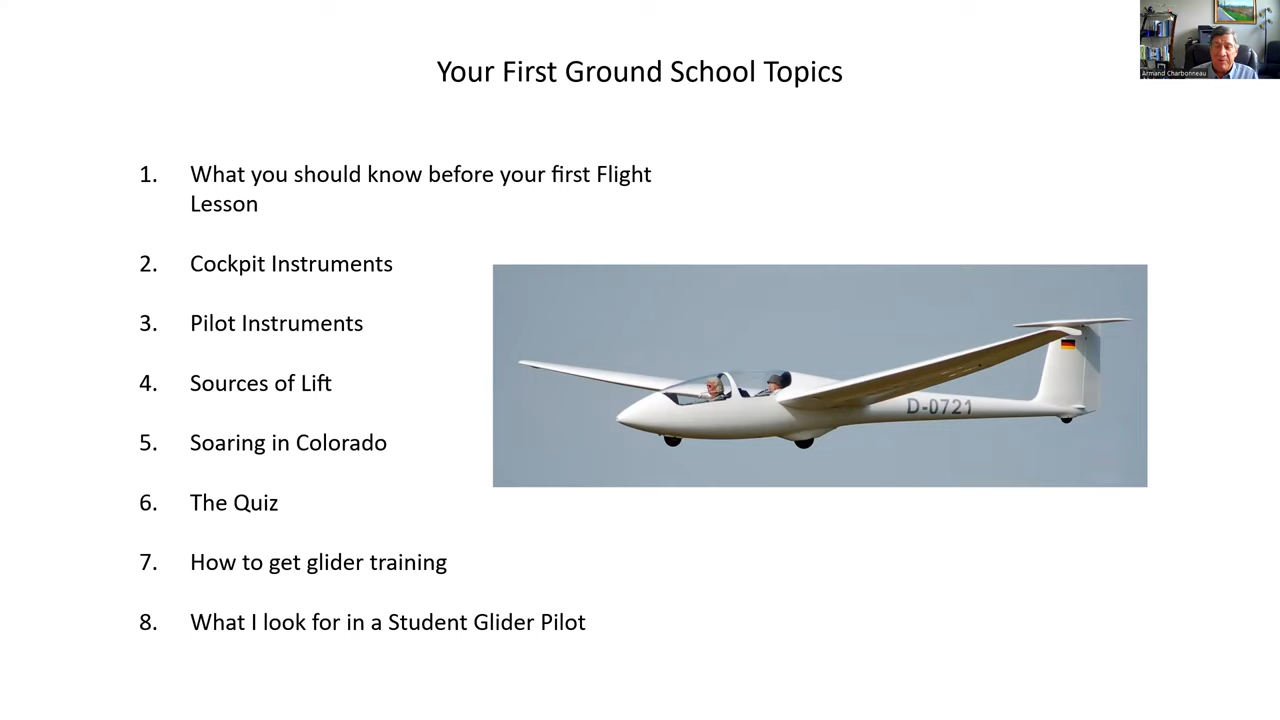 Armand Charbonneau
Your First Ground School Topics
1. What you should know before your first Flight
Lesson
2. Cockpit Instruments
3. Pilot Instruments
4. Sources of Lift
5. Soaring in Colorado
6. The Quiz
7. How to get glider training
8. What I look for in a Student Glider Pilot
D-0721